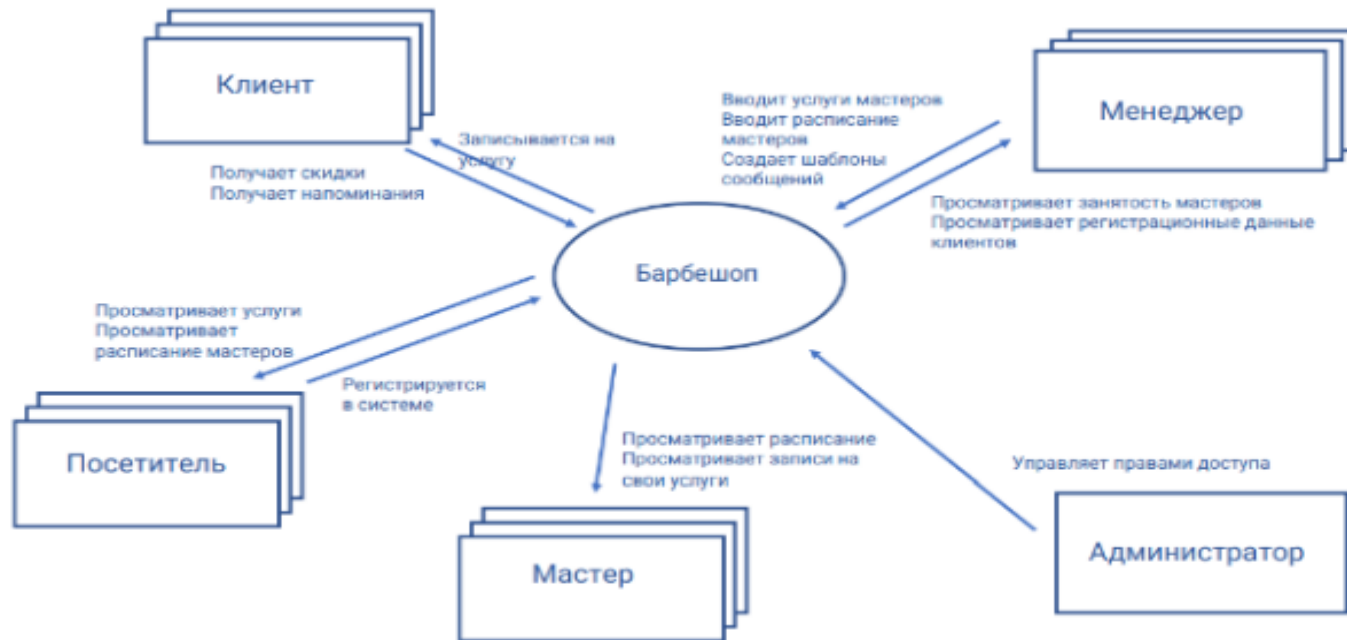 Клиент
Менеджер
Вводит услуги мастеров
Вводит расписание
мастеров
Создает шаблоны
сообщений
Записывается на
услугу
Получает скидки
Получает напоминания
Просматривает занятость мастеров
Просматривает регистрационные данные
клиентов
Барбешоп
Просматривает услуги
Просматривает
расписание мастеров
Регистрируется
в системе
Посетитель
Просматривает расписание
Просматривает записи на
свои услуги
Управляет правами доступа
Мастер
Администратор